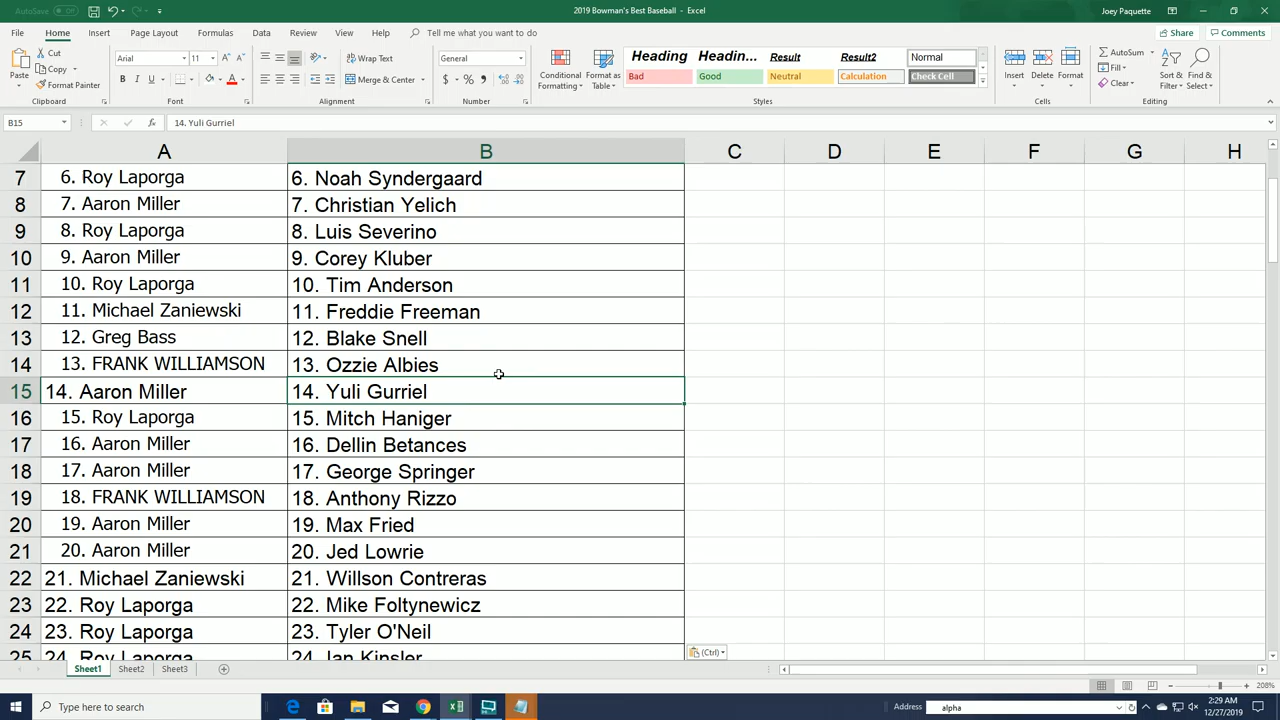 AutoSave Off
2019 Bowman's Best Baseball - Excel
Joey Paquette
File Home Insert Page Layout Formulas Data Review View Help Tell me what you want to do Share Comments
Paste Cut Copy Format Painter
Arial 11 B I U A A A
Wrap Text Merge & Center
General $ % ,
Conditional Formatting Format as Table
Heading Headin... Result Result2 Normal
Bad Good Neutral Calculation Check Cell
Insert Delete Format
AutoSum Fill Clear Sort & Filter Find & Select
Clipboard Font Alignment Number Styles Cells Editing
B15 fx 14. Yuli Gurriel
A B C D E F G H
7 6. Roy Laporga 6. Noah Syndergaard
8 7. Aaron Miller 7. Christian Yelich
9 8. Roy Laporga 8. Luis Severino
10 9. Aaron Miller 9. Corey Kluber
11 10. Roy Laporga 10. Tim Anderson
12 11. Michael Zaniewski 11. Freddie Freeman
13 12. Greg Bass 12. Blake Snell
14 13. FRANK WILLIAMSON 13. Ozzie Albies
15 14. Aaron Miller 14. Yuli Gurriel
16 15. Roy Laporga 15. Mitch Haniger
17 16. Aaron Miller 16. Dellin Betances
18 17. Aaron Miller 17. George Springer
19 18. FRANK WILLIAMSON 18. Anthony Rizzo
20 19. Aaron Miller 19. Max Fried
21 20. Aaron Miller 20. Jed Lowrie
22 21. Michael Zaniewski 21. Willson Contreras
23 22. Roy Laporga 22. Mike Foltynewicz
24 23. Roy Laporga 23. Tyler O'Neil
25 24. Roy Laporga 24. Ian Kinsler
(Ctrl)
Sheet1 Sheet2 Sheet3
208%
Type here to search
Address alpha
2:29 AM
12/27/2019